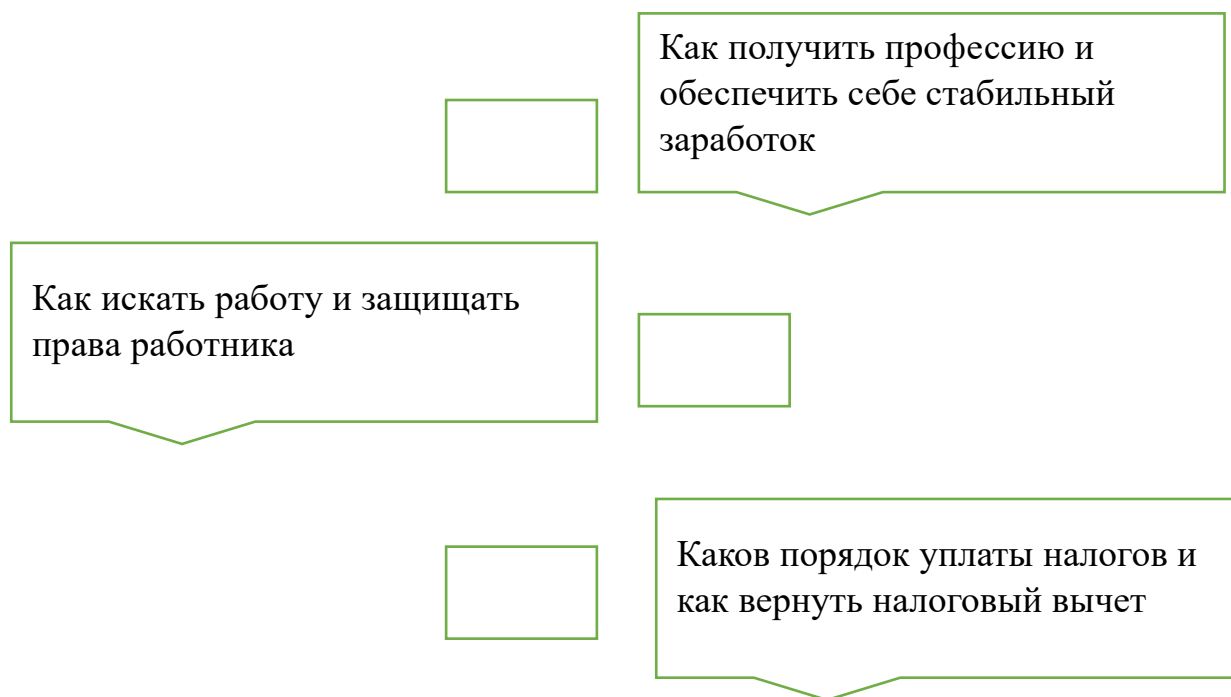 Как получить профессию и
обеспечить себе стабильный
заработок
Как искать работу и защищать
права работника
Каков порядок уплаты налогов и
как вернуть налоговый вычет